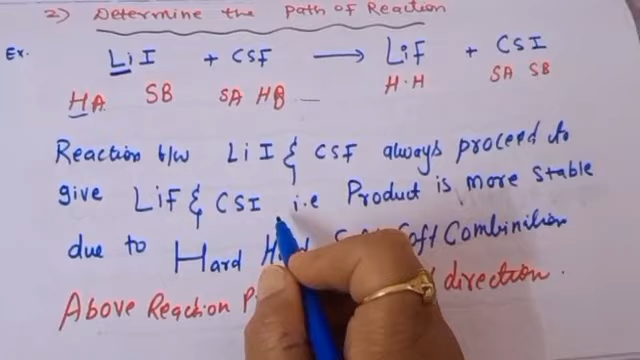 2) Determine the Path of Reaction
Ex. LiI + CSF ⟶ LiF + CSI
HA SB SA HB — H·H SA SB
Reaction b/w LiI & CSF always proceed to
give LiF & CSI i.e Product is more stable
due to Hard Soft Combinition
Above Reaction direction.